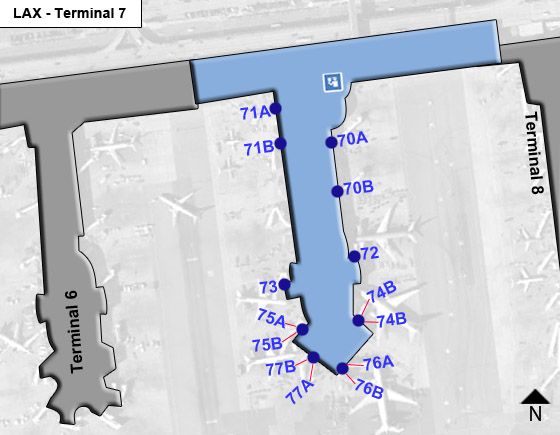 LAX - Terminal 7
71A
71B
70A
70B
72
73
74B
74B
75A
75B
76A
76B
77B
77A
Terminal 6
Terminal 8
N